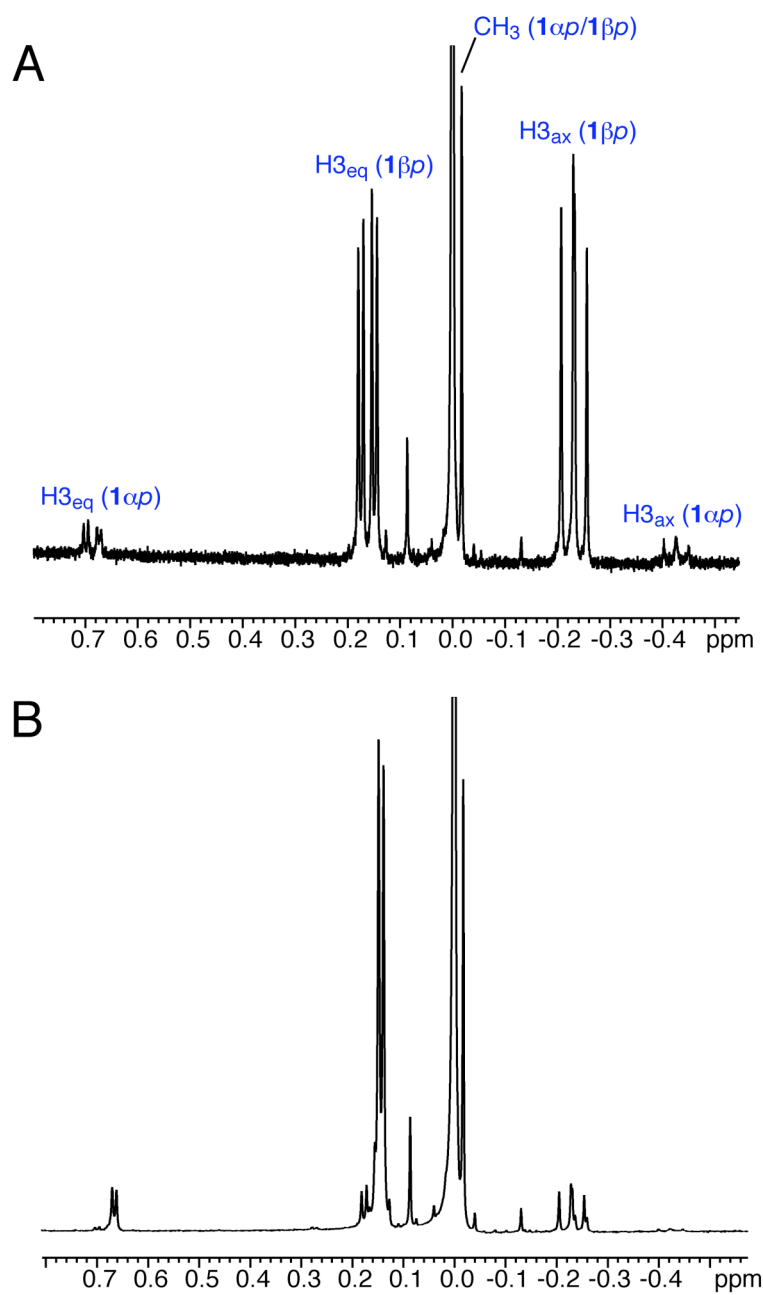 A
CH₃ (1αp/1βp)
H3ax (1βp)
H3eq (1βp)
H3eq (1αp)
H3ax (1αp)
0.7 0.6 0.5 0.4 0.3 0.2 0.1 0.0 -0.1 -0.2 -0.3 -0.4 ppm
B
0.7 0.6 0.5 0.4 0.3 0.2 0.1 0.0 -0.1 -0.2 -0.3 -0.4 ppm